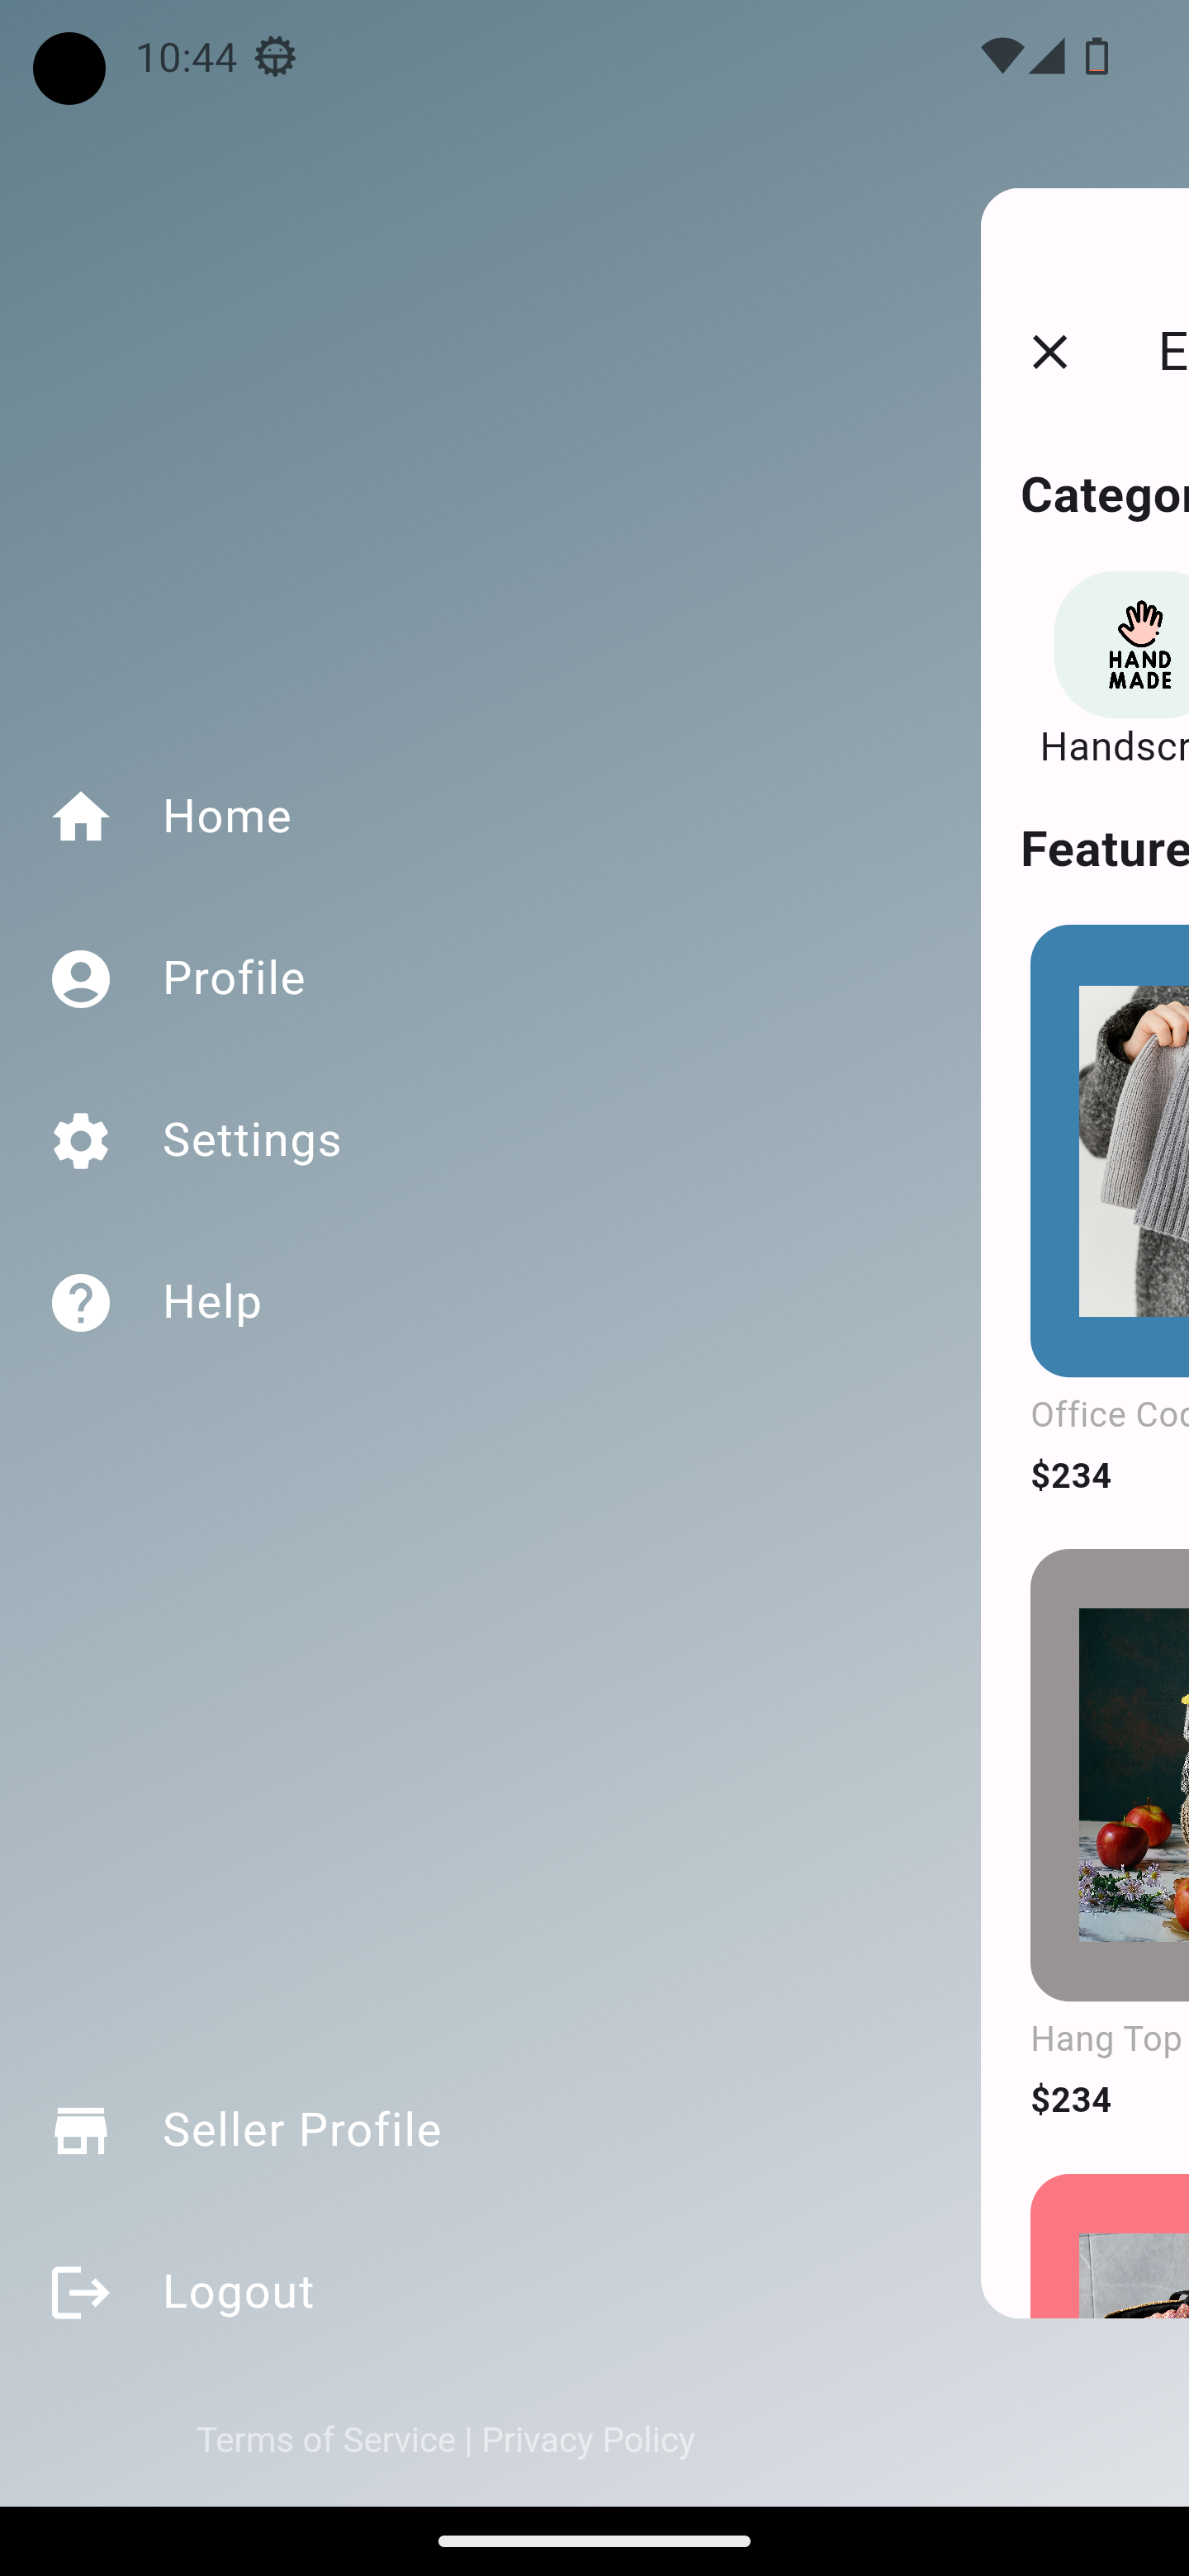 10:44
E
Categor
HAND
MADE
Handscr
Home
Feature
Profile
Settings
Help
Office Coo
$234
Hang Top
$234
Seller Profile
Logout
Terms of Service | Privacy Policy